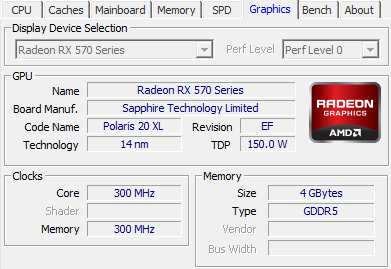 CPU Caches Mainboard Memory SPD Graphics Bench About
Display Device Selection
Radeon RX 570 Series Perf Level Perf Level 0
GPU
Name Radeon RX 570 Series
Board Manuf. Sapphire Technology Limited
Code Name Polaris 20 XL Revision EF
Technology 14 nm TDP 150.0 W
RADEON
GRAPHICS
AMD
Clocks
Core 300 MHz
Shader
Memory 300 MHz
Memory
Size 4 GBytes
Type GDDR5
Vendor
Bus Width